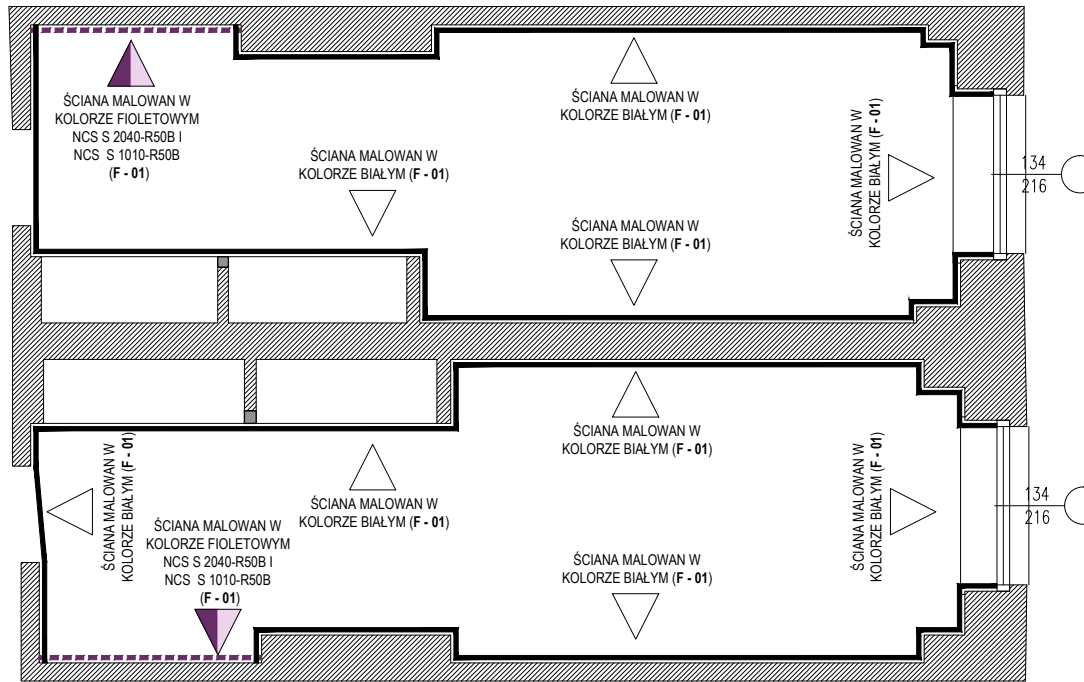 ŚCIANA MALOWAN W
KOLORZE FIOLETOWYM
NCS S 2040-R50B I
NCS S 1010-R50B
(F - 01)
ŚCIANA MALOWAN W
KOLORZE BIAŁYM (F - 01)
ŚCIANA MALOWAN W
KOLORZE BIAŁYM (F - 01)
ŚCIANA MALOWAN W
KOLORZE BIAŁYM (F - 01)
ŚCIANA MALOWAN W
KOLORZE BIAŁYM (F - 01)
134
216
ŚCIANA MALOWAN W
KOLORZE BIAŁYM (F - 01)
ŚCIANA MALOWAN W
KOLORZE FIOLETOWYM
NCS S 2040-R50B I
NCS S 1010-R50B
(F - 01)
ŚCIANA MALOWAN W
KOLORZE BIAŁYM (F - 01)
ŚCIANA MALOWAN W
KOLORZE BIAŁYM (F - 01)
ŚCIANA MALOWAN W
KOLORZE BIAŁYM (F - 01)
ŚCIANA MALOWAN W
KOLORZE BIAŁYM (F - 01)
134
216